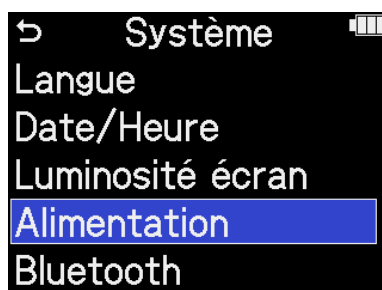 Système
Langue
Date/Heure
Luminosité écran
Alimentation
Bluetooth